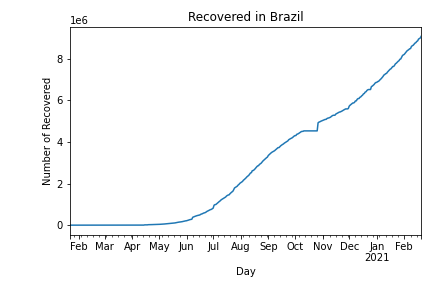 Recovered in Brazil
1e6
8
6
4
2
0
Number of Recovered
Feb Mar Apr May Jun Jul Aug Sep Oct Nov Dec Jan Feb
2021
Day